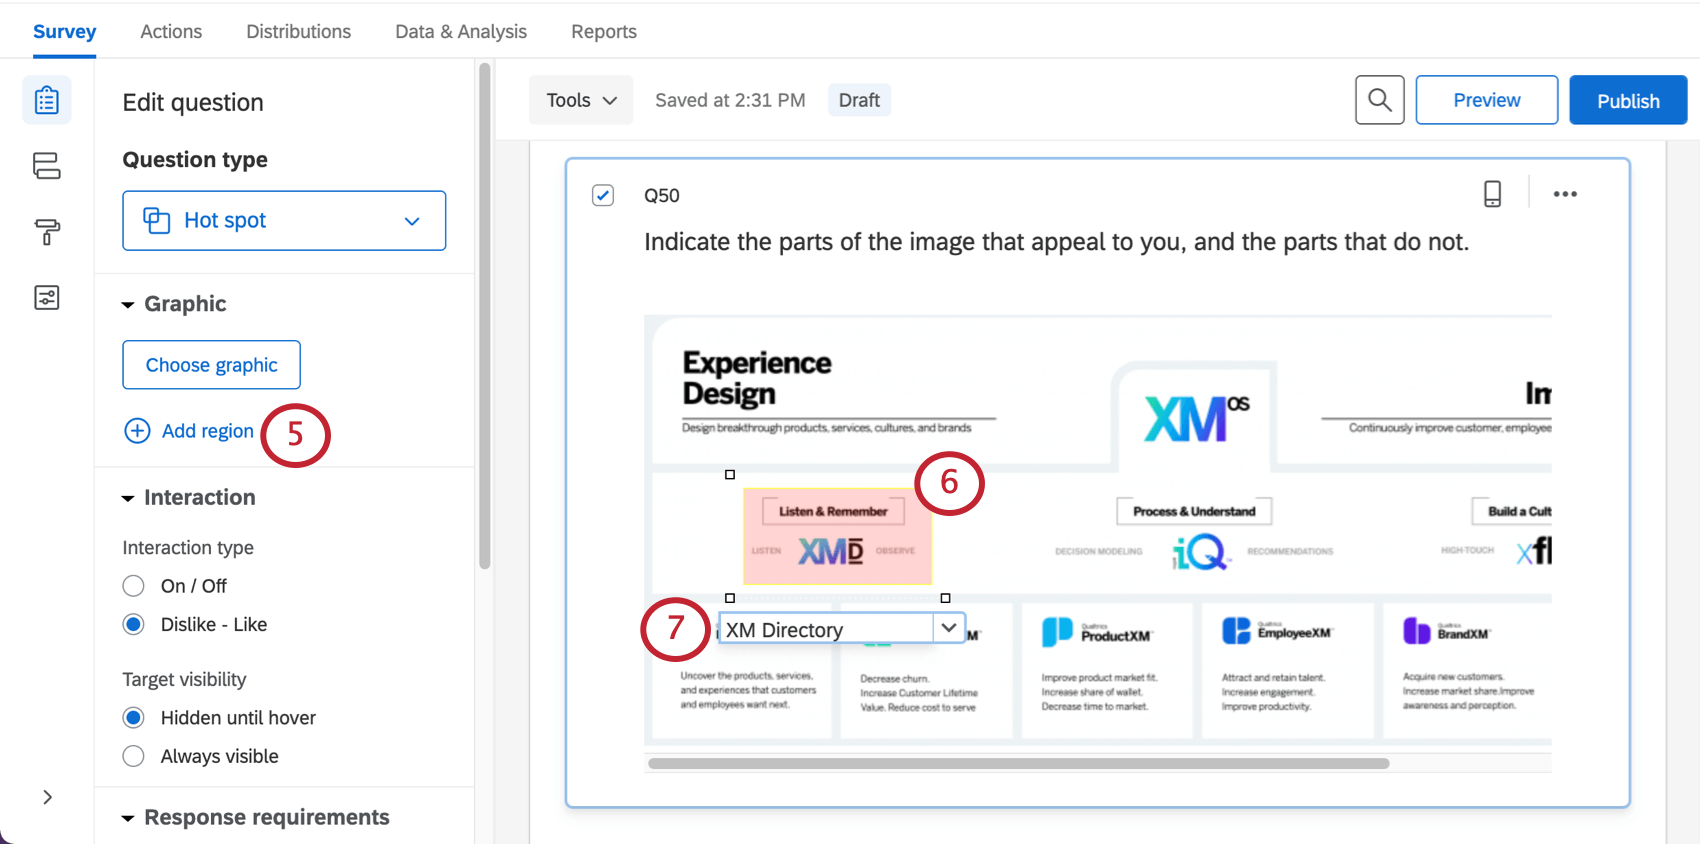 Survey
Actions
Distributions
Data & Analysis
Reports
Edit question
Question type
Hot spot
Graphic
Choose graphic
Add region
5
Interaction
Interaction type
On / Off
Dislike - Like
Target visibility
Hidden until hover
Always visible
Response requirements
Tools
Saved at 2:31 PM
Draft
Preview
Publish
Q50
Indicate the parts of the image that appeal to you, and the parts that do not.
Experience
Design
Design breakthrough products, services, cultures, and brands
XM OS
Im
Continuously improve customer, employee
6
Listen & Remember
LISTEN
XMD
OBSERVE
Process & Understand
DECISION MODELING
iQ
RECOMMENDATIONS
Build a Cult
HIGH-TOUCH
xfl
7
XM Directory
M
Qualtrics
ProductXM
Qualtrics
EmployeeXM
Qualtrics
BrandXM
Uncover the products, services,
and experiences that customers
and employees want next.
Decrease churn.
Increase Customer Lifetime
Value. Reduce cost to serve
Improve product market fit.
Increase share of wallet.
Decrease time to market.
Attract and retain talent.
Increase engagement.
Improve productivity.
Acquire new customers.
Increase market share.Improve
awareness and perception.